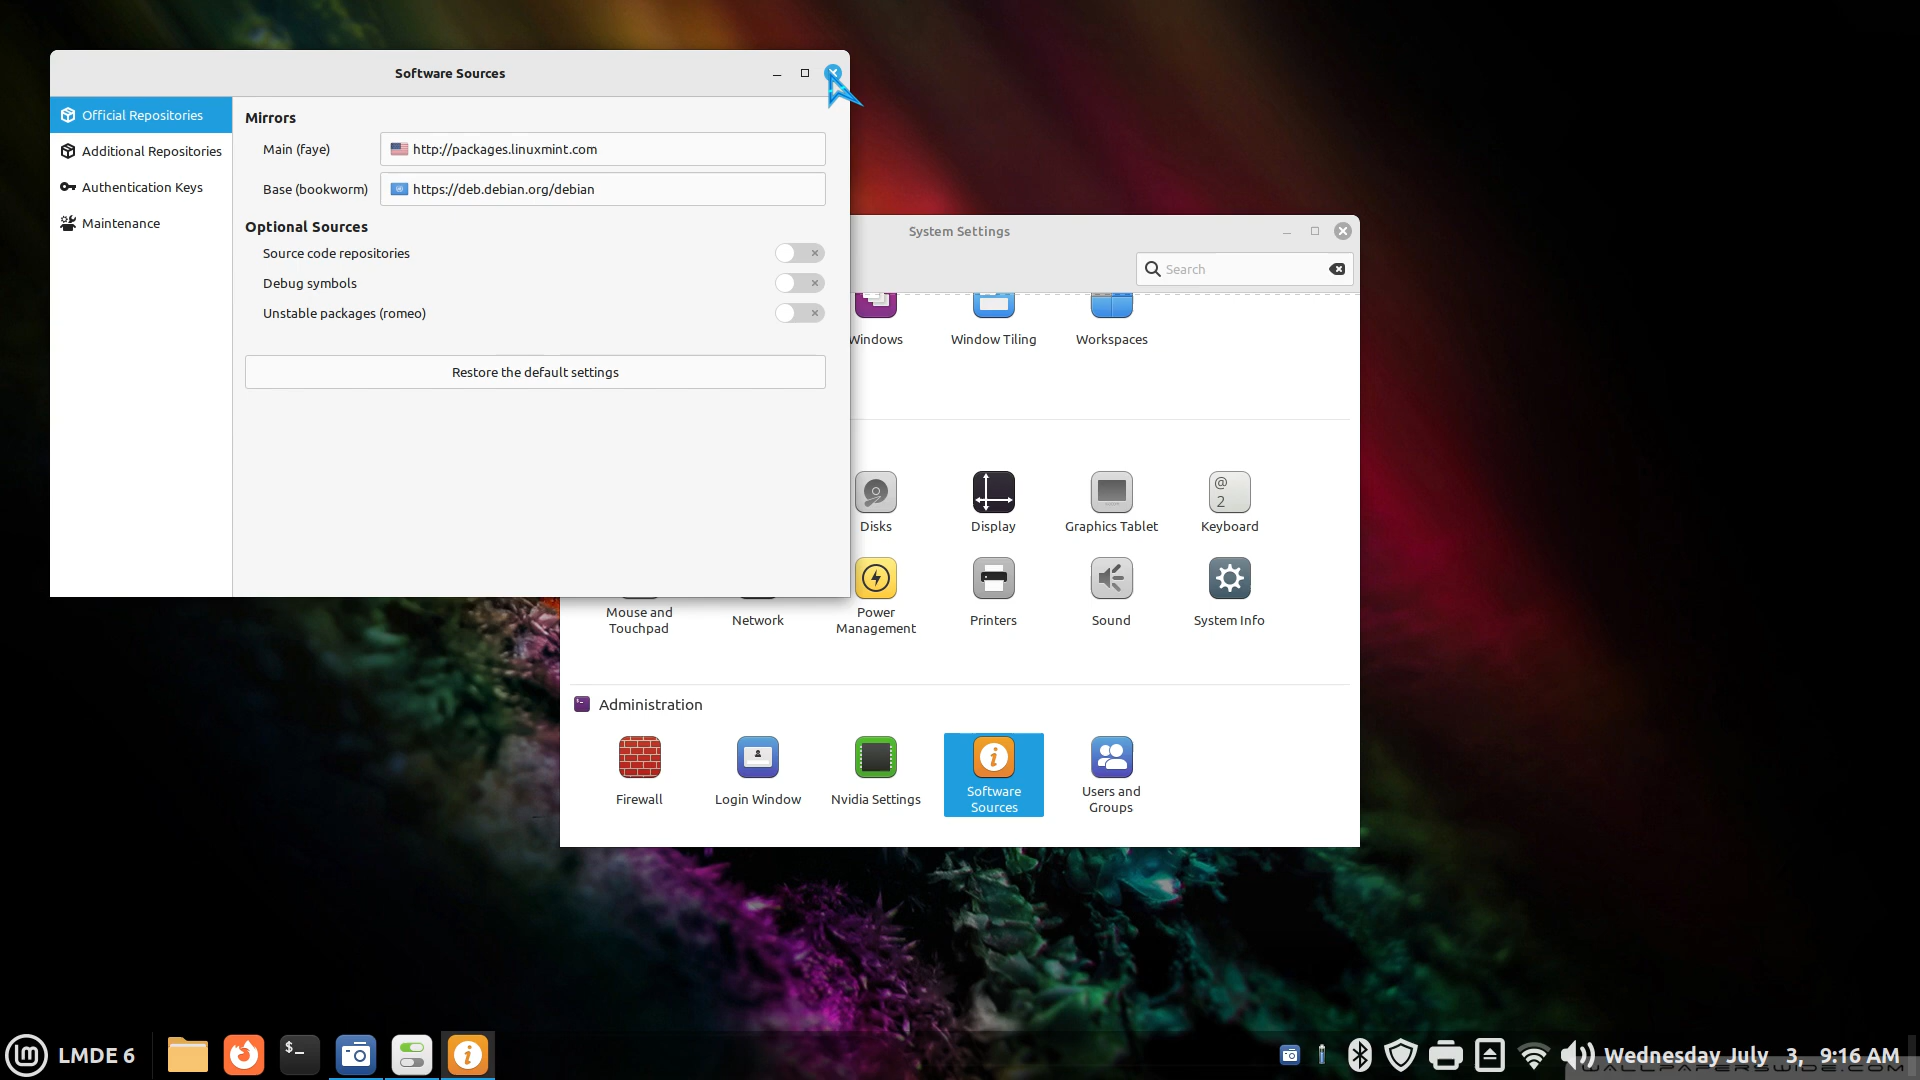 Software Sources
Official Repositories
Additional Repositories
Authentication Keys
Maintenance
Mirrors
Main (faye)
http://packages.linuxmint.com
Base (bookworm)
https://deb.debian.org/debian
Optional Sources
Source code repositories
Debug symbols
Unstable packages (romeo)
Restore the default settings
System Settings
Search
Windows
Window Tiling
Workspaces
Disks
Display
@
2
Graphics Tablet
Keyboard
Mouse and
Touchpad
Network
Power
Management
Printers
Sound
System Info
Administration
Firewall
Login Window
Nvidia Settings
Software
Sources
Users and
Groups
LMDE 6
$_
Wednesday July 3, 9:16 AM
WALLPAPERSWIDE.COM